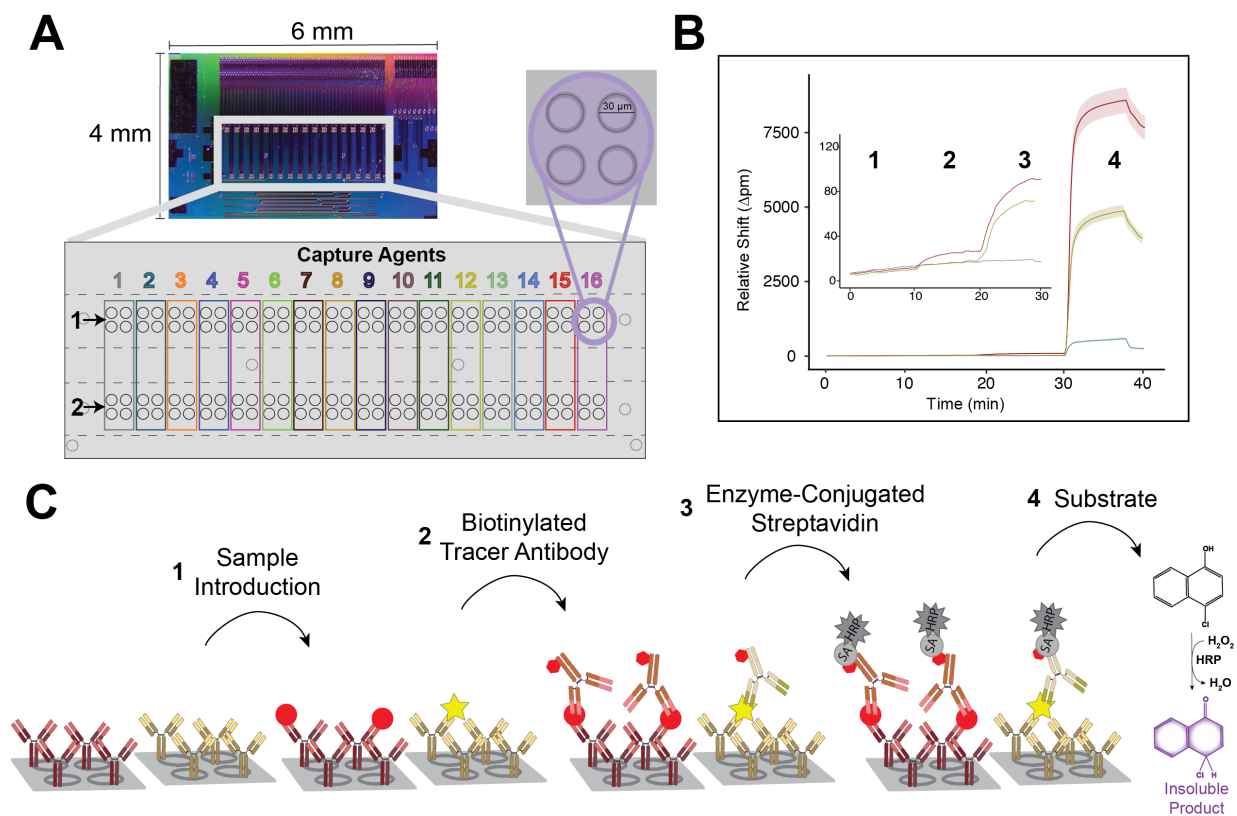 A
6 mm
4 mm
30 µm
Capture Agents
1 2 3 4 5 6 7 8 9 10 11 12 13 14 15 16
1
2
B
Relative Shift (Δpm)
7500
5000
2500
0
120
80
40
0
1 2 3
4
0 10 20 30
0 10 20 30 40
Time (min)
C
1 Sample
Introduction
2 Biotinylated
Tracer Antibody
3 Enzyme-Conjugated
Streptavidin
4 Substrate
SA HRP
SA HRP
SA HRP
OH
Cl
H₂O₂
HRP
H₂O
O
Cl H
Insoluble
Product